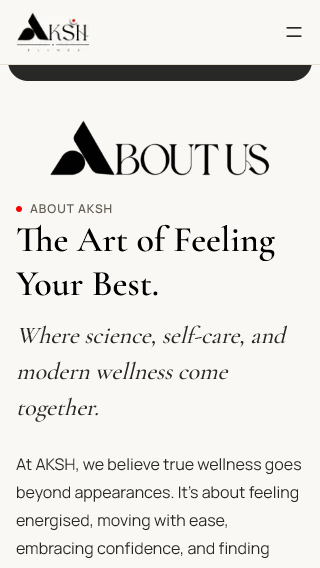 AKSH
ABOUT US
ABOUT AKSH
The Art of Feeling
Your Best.
Where science, self-care, and
modern wellness come
together.
At AKSH, we believe true wellness goes
beyond appearances. It's about feeling
energised, moving with ease,
embracing confidence, and finding